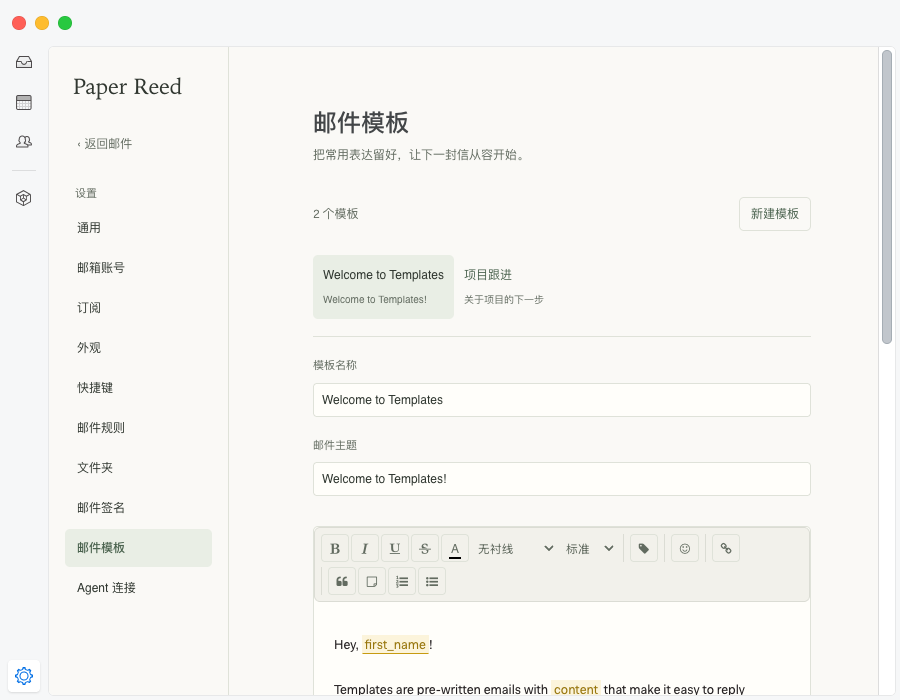 Paper Reed
‹ 返回邮件
设置
通用
邮箱账号
订阅
外观
快捷键
邮件规则
文件夹
邮件签名
邮件模板
Agent 连接
邮件模板
把常用表达留好，让下一封信从容开始。
2 个模板
新建模板
Welcome to Templates
Welcome to Templates!
项目跟进
关于项目的下一步
模板名称
Welcome to Templates
邮件主题
Welcome to Templates!
B I U S A 无衬线 标准
Hey, first_name !
Templates are pre-written emails with content that make it easy to reply